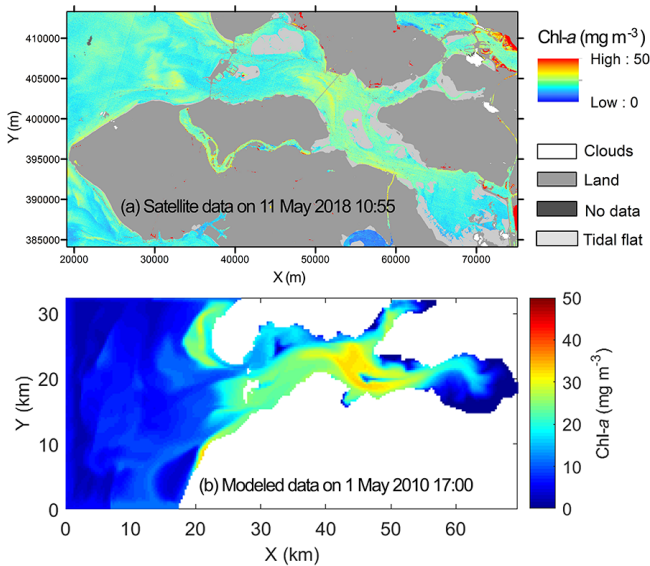 413000
410000
405000
400000
395000
390000
385000
Y (m)
(a) Satellite data on 11 May 2018 10:55
20000 30000 40000 50000 60000 70000
X (m)
Chl-a (mg m⁻³)
High : 50
Low : 0
Clouds
Land
No data
Tidal flat
30
20
10
0
Y (km)
(b) Modeled data on 1 May 2010 17:00
0 10 20 30 40 50 60
X (km)
50
40
30
20
10
0
Chl-a (mg m⁻³)